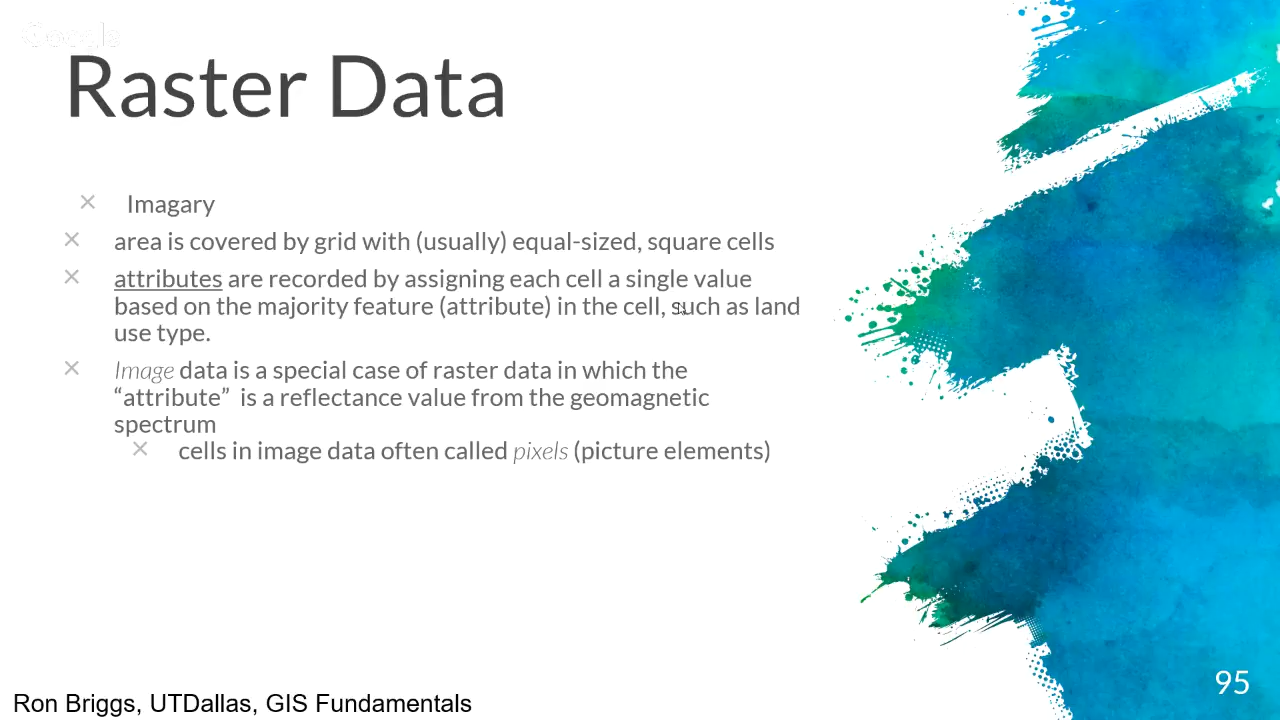 Raster Data
× Imagary
× area is covered by grid with (usually) equal-sized, square cells
× attributes are recorded by assigning each cell a single value
based on the majority feature (attribute) in the cell, such as land
use type.
× Image data is a special case of raster data in which the
“attribute” is a reflectance value from the geomagnetic
spectrum
× cells in image data often called pixels (picture elements)
Ron Briggs, UTDallas, GIS Fundamentals
95